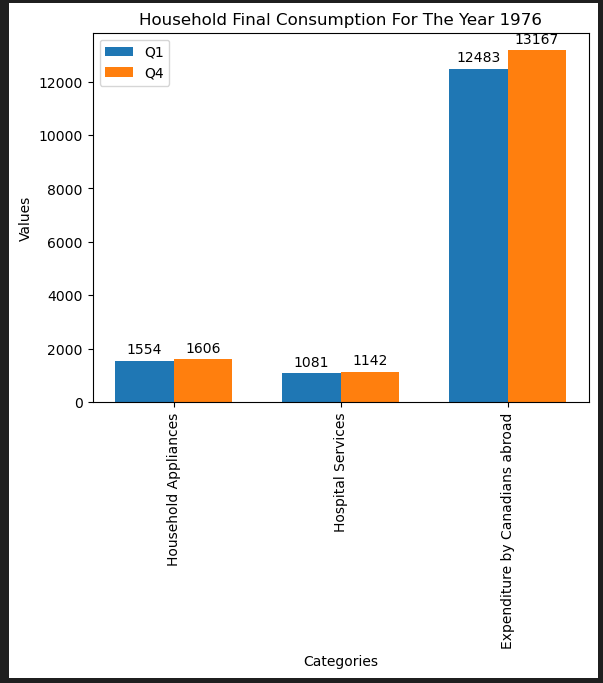 Household Final Consumption For The Year 1976
Q1
Q4
12483
13167
12000
10000
8000
6000
4000
2000
0
Values
1554
1606
1081
1142
Household Appliances
Hospital Services
Expenditure by Canadians abroad
Categories